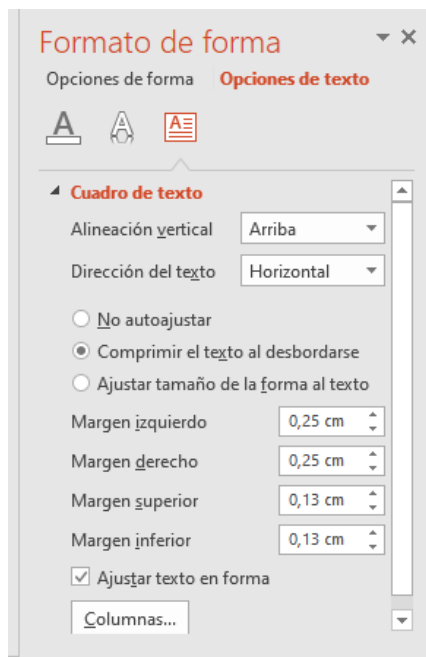 Formato de forma
Opciones de forma Opciones de texto
A A A
Cuadro de texto
Alineación vertical Arriba
Dirección del texto Horizontal
No autoajustar
Comprimir el texto al desbordarse
Ajustar tamaño de la forma al texto
Margen izquierdo 0,25 cm
Margen derecho 0,25 cm
Margen superior 0,13 cm
Margen inferior 0,13 cm
Ajustar texto en forma
Columnas...